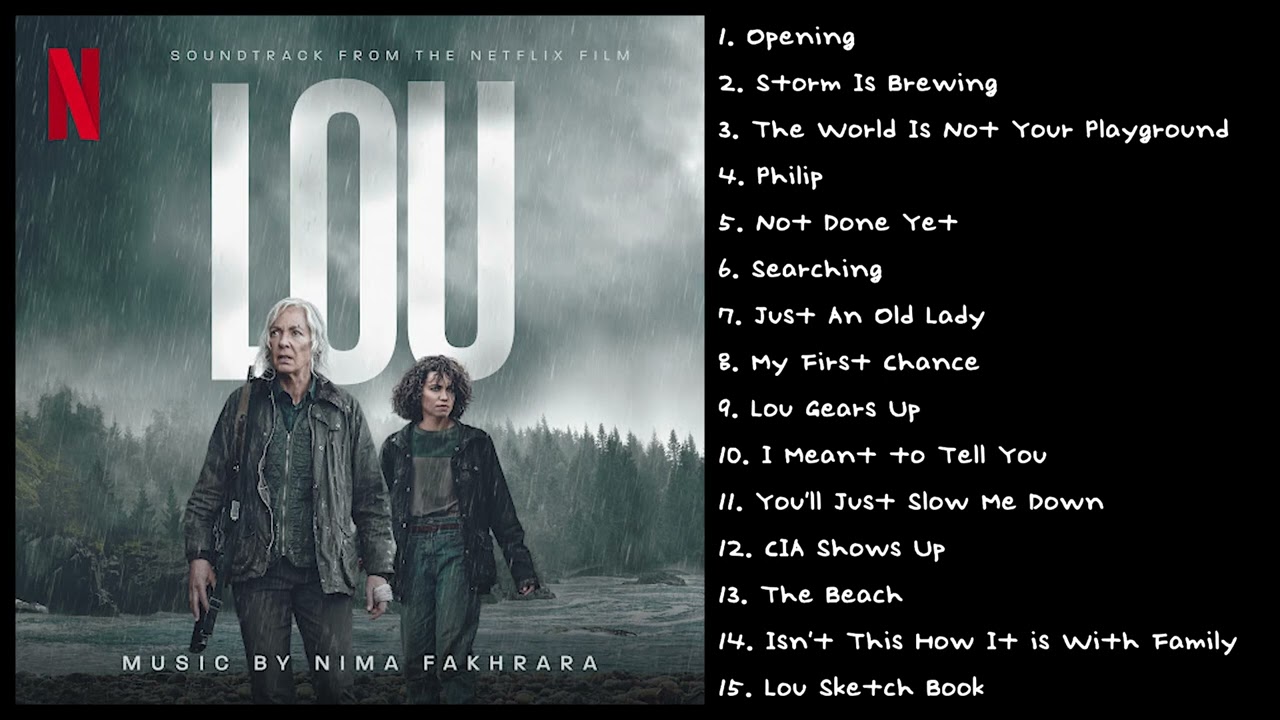 N
SOUNDTRACK FROM THE NETFLIX FILM
LOU
MUSIC BY NIMA FAKHRARA
1. Opening
2. Storm Is Brewing
3. The World Is Not Your Playground
4. Philip
5. Not Done Yet
6. Searching
7. Just An Old Lady
8. My First Chance
9. Lou Gears Up
10. I Meant to Tell You
11. You'll Just Slow Me Down
12. CIA Shows Up
13. The Beach
14. Isn't This How It is With Family
15. Lou Sketch Book